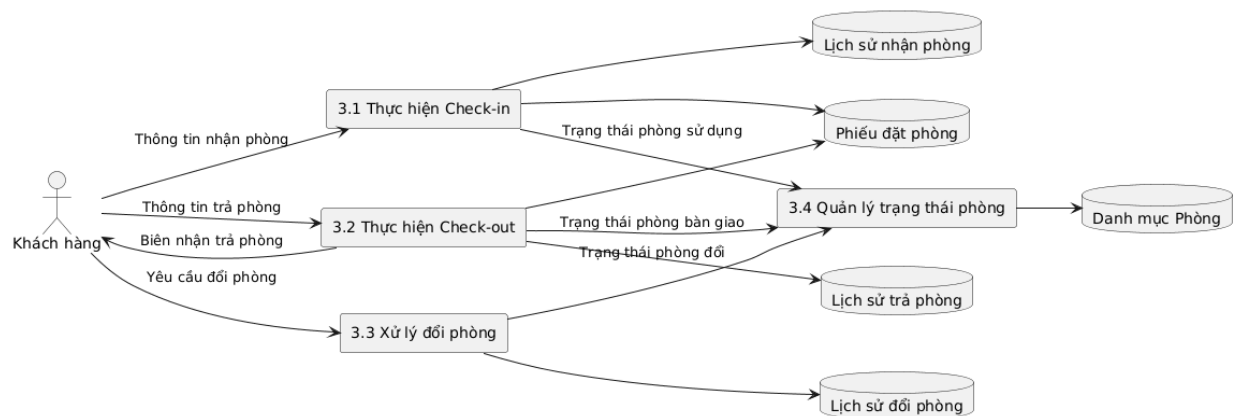 Lịch sử nhận phòng
3.1 Thực hiện Check-in
Phiếu đặt phòng
Trạng thái phòng sử dụng
Thông tin nhận phòng
Khách hàng
Thông tin trả phòng
3.4 Quản lý trạng thái phòng
Danh mục Phòng
3.2 Thực hiện Check-out
Trạng thái phòng bàn giao
Biên nhận trả phòng
Trạng thái phòng đổi
Yêu cầu đổi phòng
Lịch sử trả phòng
3.3 Xử lý đổi phòng
Lịch sử đổi phòng